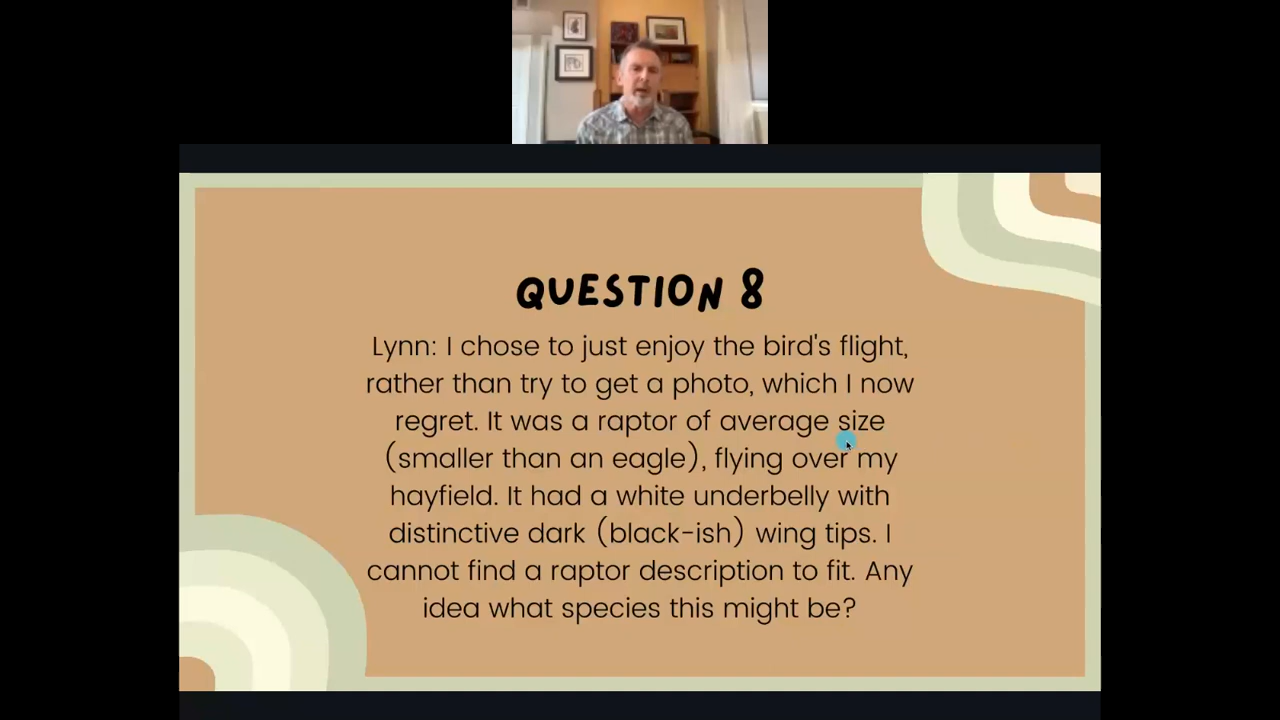 QUESTION 8
Lynn: I chose to just enjoy the bird's flight,
rather than try to get a photo, which I now
regret. It was a raptor of average size
(smaller than an eagle), flying over my
hayfield. It had a white underbelly with
distinctive dark (black-ish) wing tips. I
cannot find a raptor description to fit. Any
idea what species this might be?